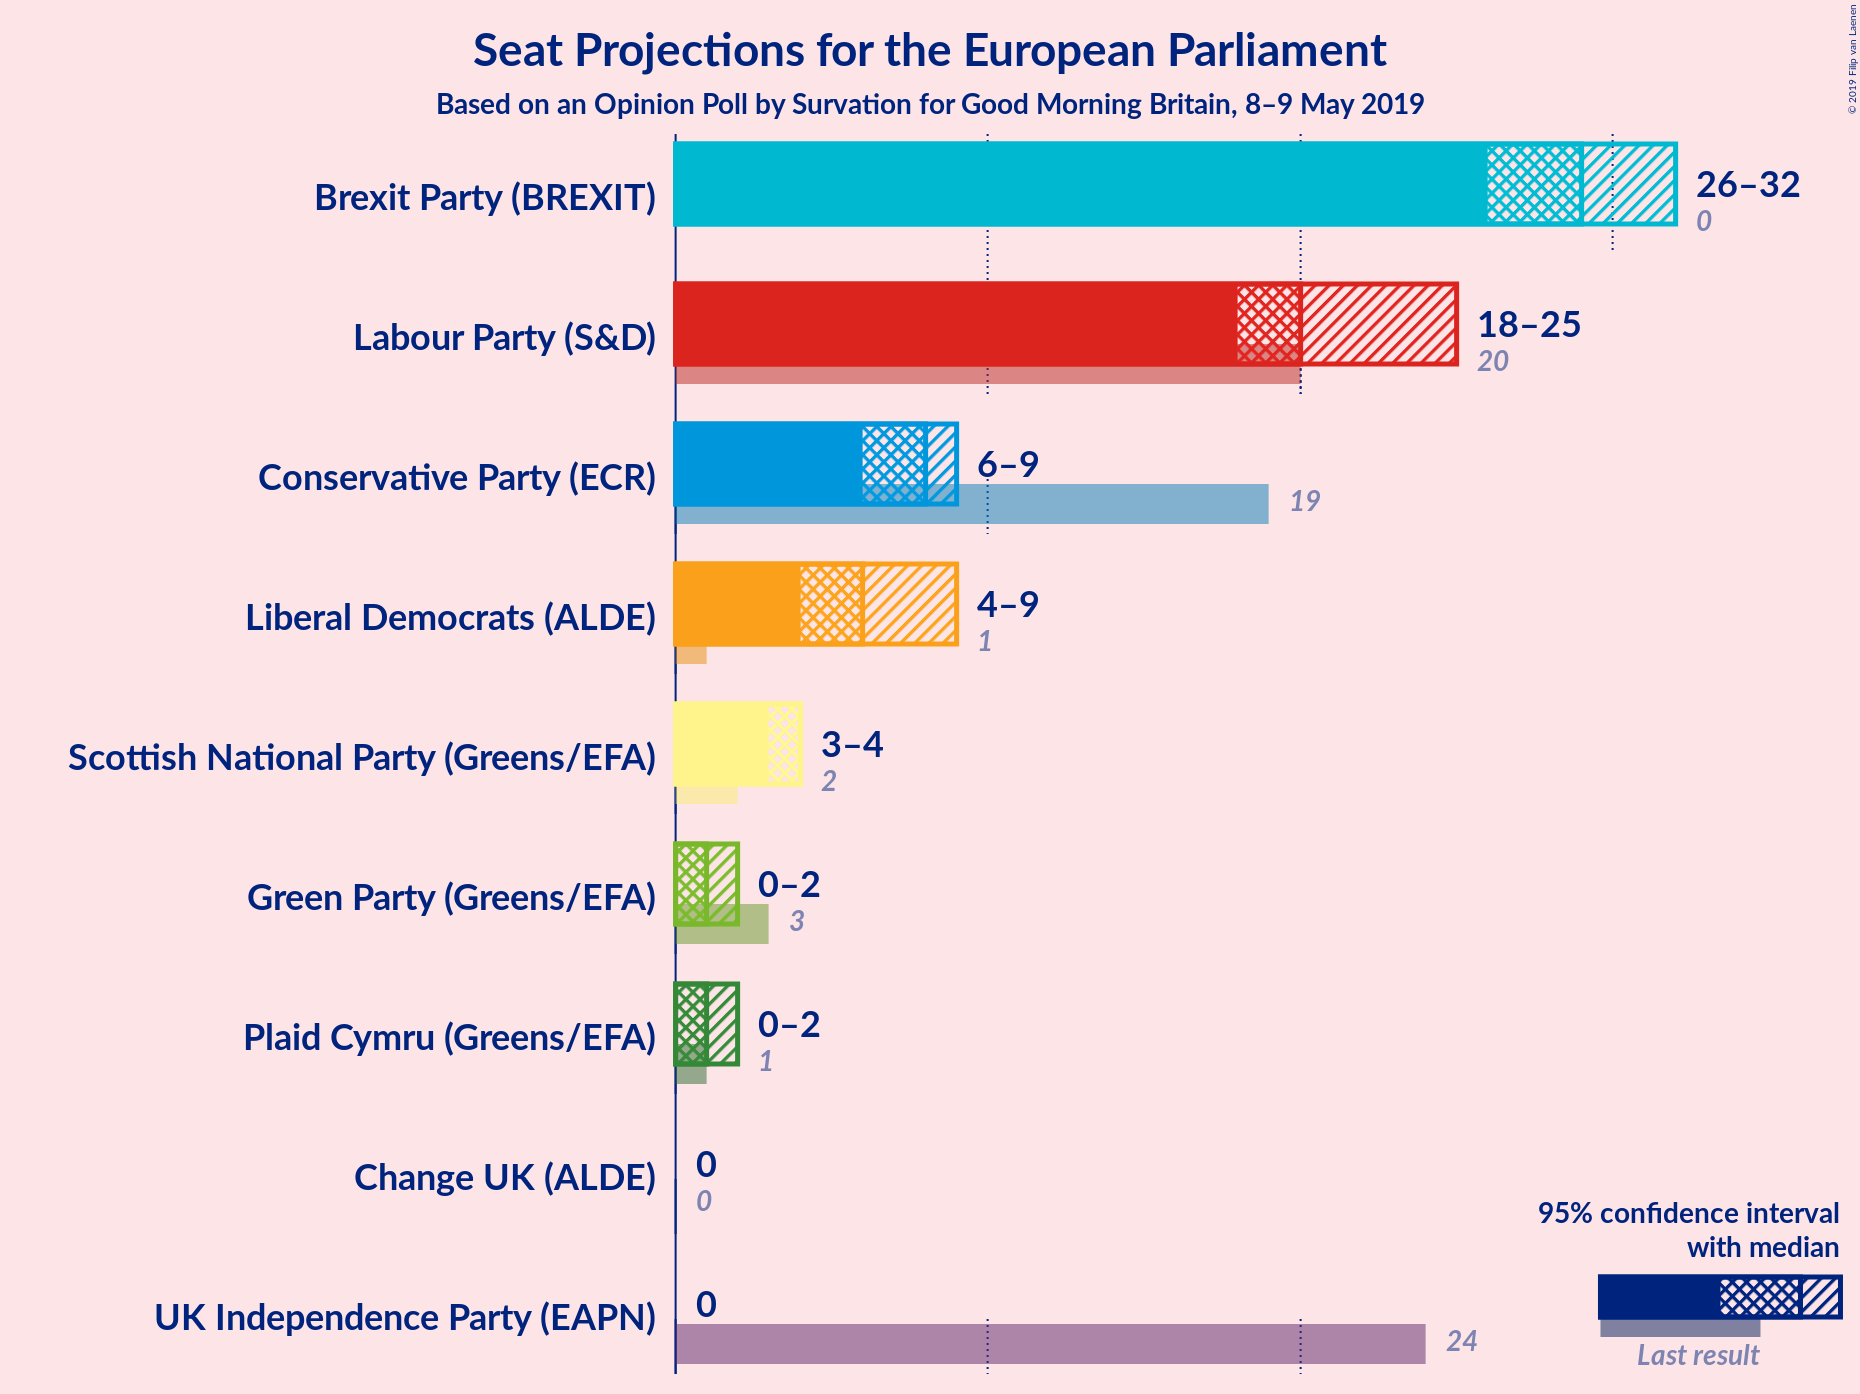 Seat Projections for the European Parliament
Based on an Opinion Poll by Survation for Good Morning Britain, 8–9 May 2019
© 2019 Filip van Laenen
Brexit Party (BREXIT)
26–32
0
Labour Party (S&D)
18–25
20
Conservative Party (ECR)
6–9
19
Liberal Democrats (ALDE)
4–9
1
Scottish National Party (Greens/EFA)
3–4
2
Green Party (Greens/EFA)
0–2
3
Plaid Cymru (Greens/EFA)
0–2
1
Change UK (ALDE)
0
0
UK Independence Party (EAPN)
0
24
95% confidence interval
with median
Last result